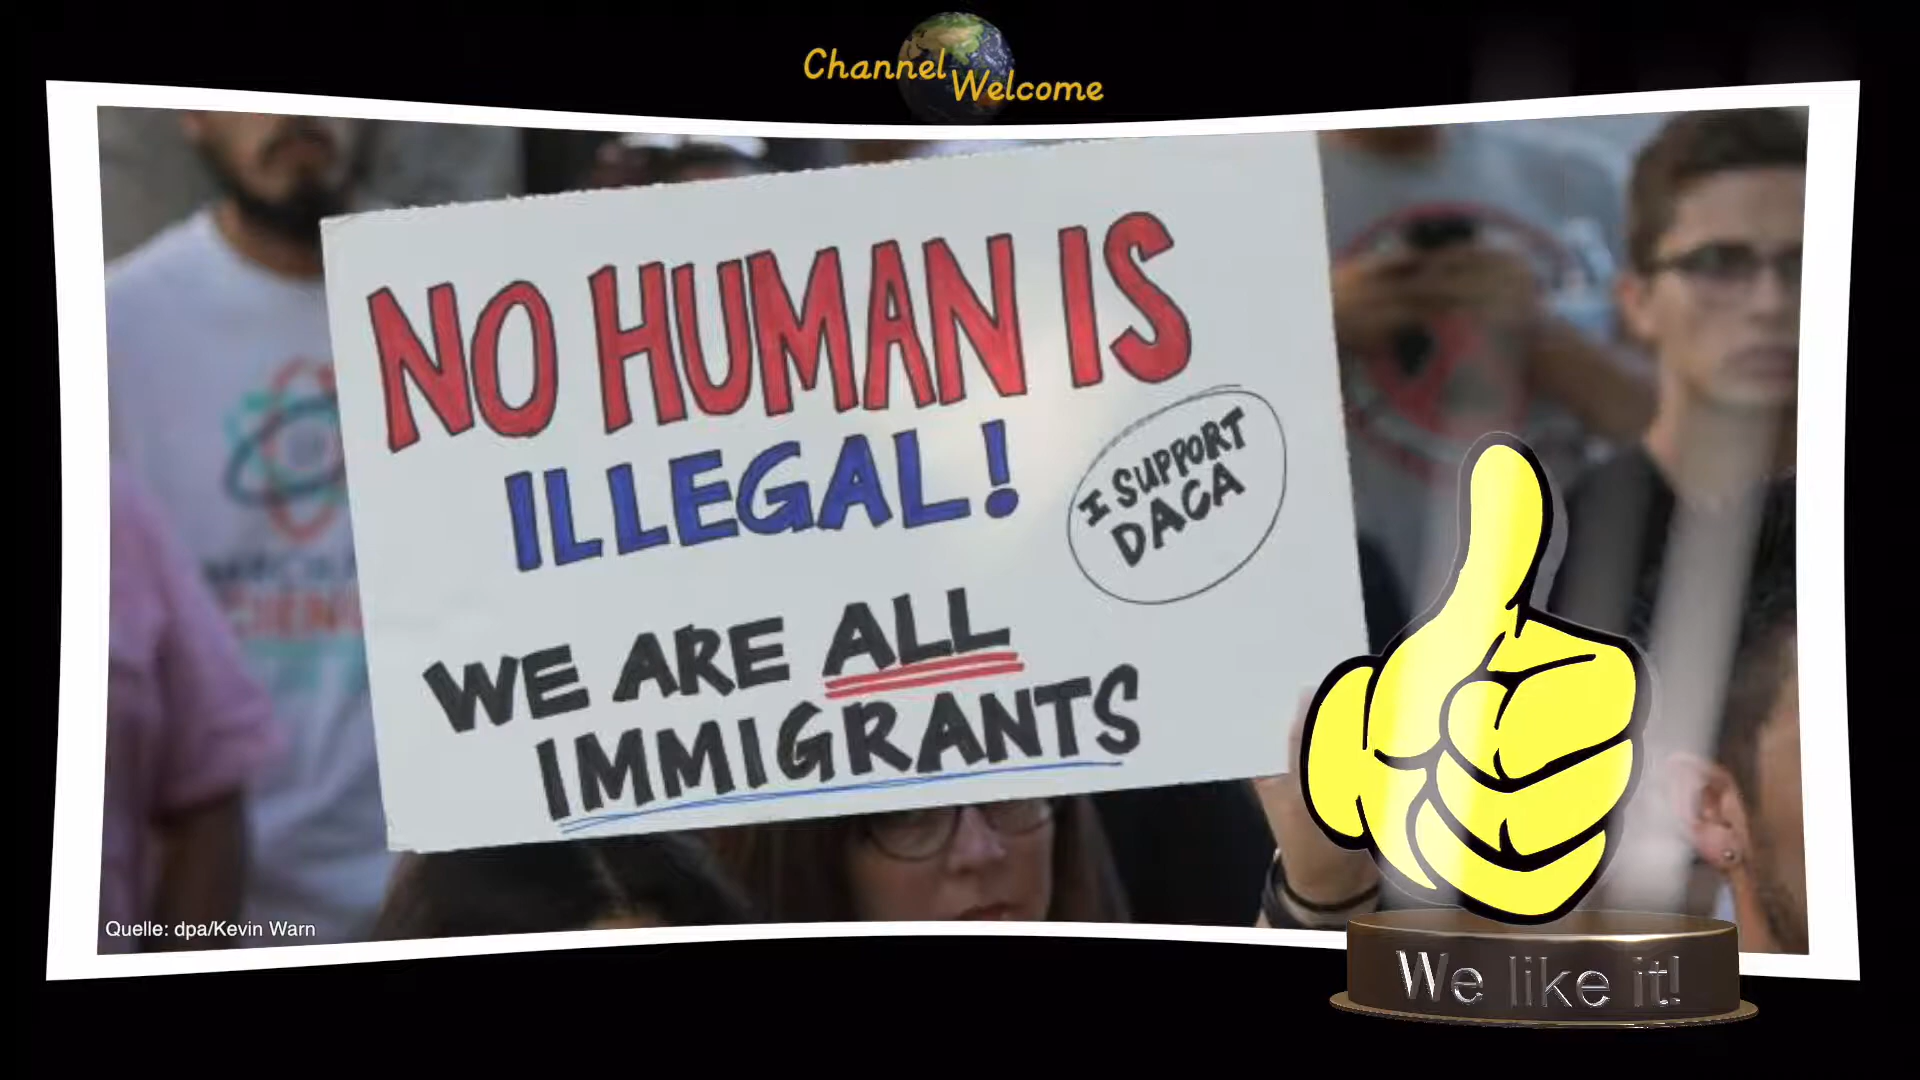 Channel
Welcome
NO HUMAN IS
ILLEGAL!
I SUPPORT
DACA
WE ARE ALL
IMMIGRANTS
Quelle: dpa/Kevin Warn
We like it!